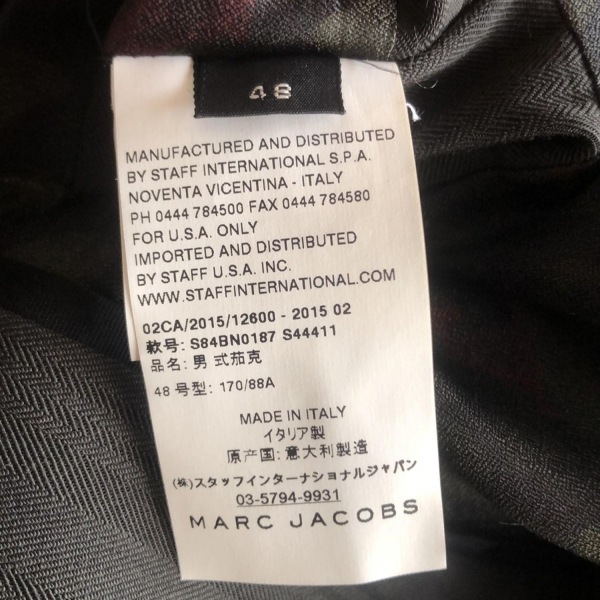 48
MANUFACTURED AND DISTRIBUTED
BY STAFF INTERNATIONAL S.P.A.
NOVENTA VICENTINA - ITALY
PH 0444 784500 FAX 0444 784580
FOR U.S.A. ONLY
IMPORTED AND DISTRIBUTED
BY STAFF U.S.A. INC.
WWW.STAFFINTERNATIONAL.COM
02CA/2015/12600 - 2015 02
款号: S84BN0187 S44411
品名: 男 式茄克
48 号型: 170/88A
MADE IN ITALY
イタリア製
原产国: 意大利製造
(株)スタッフインターナショナルジャパン
03-5794-9931
MARC JACOBS